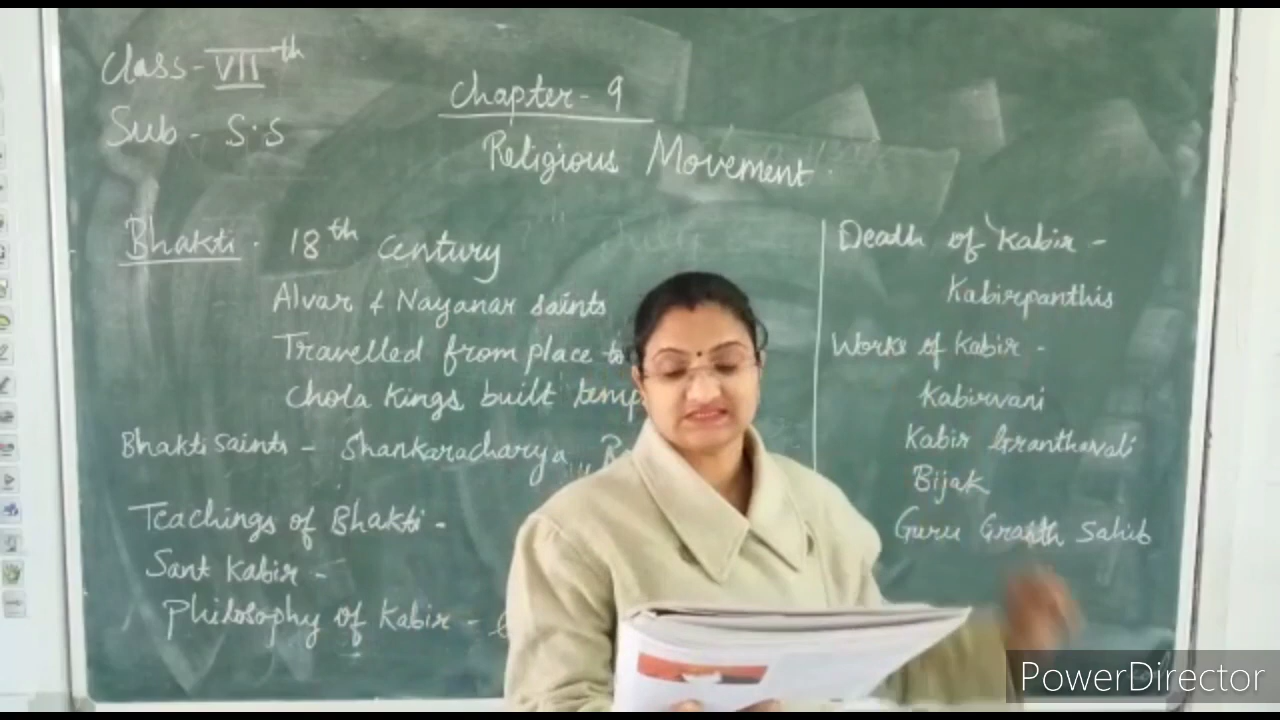 Class - VIIth
Sub - S.S
Chapter - 9
Religious Movement.
Bhakti. 18th century
Alvar & Nayanar saints
Travelled from place to
chola Kings built temp
Bhakti saints - Shankaracharya,
Teachings of Bhakti -
Sant Kabir -
Philosophy of Kabir -
Death of Kabir -
Kabirpanthis
Works of Kabir -
Kabirvani
Kabir Granthavali
Bijak
Guru Granth Sahib
PowerDirector